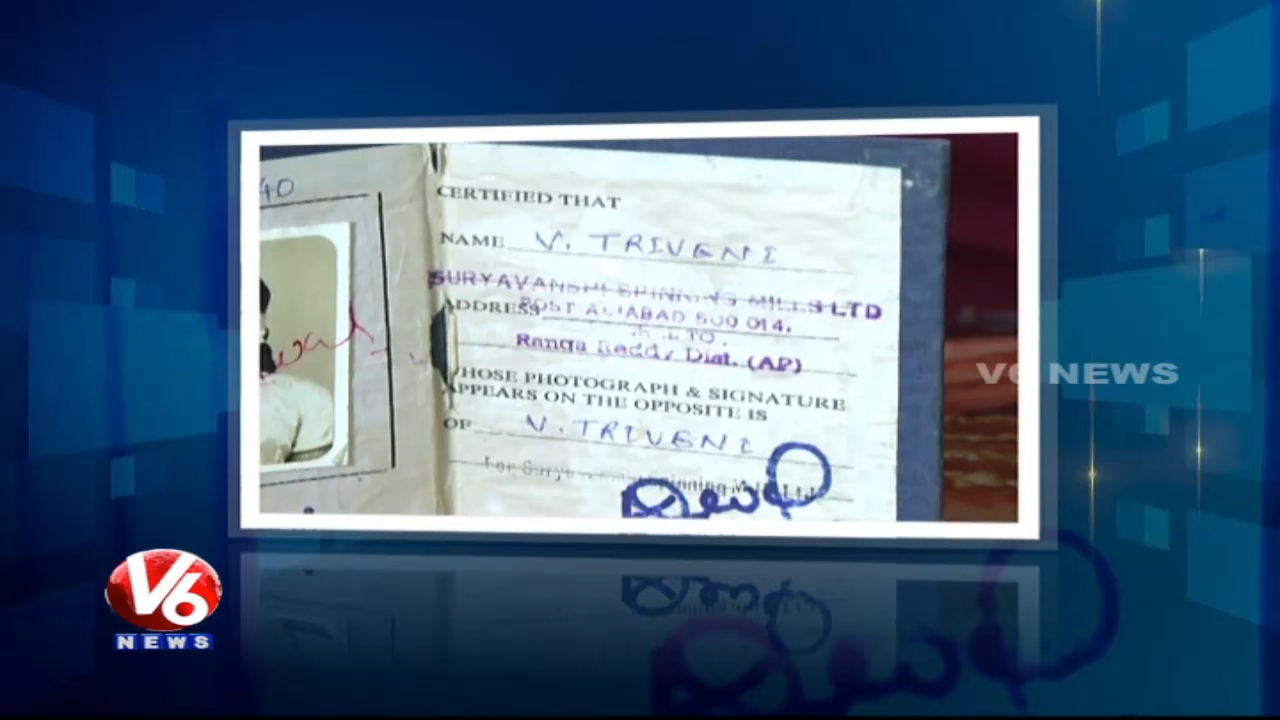 40
CERTIFIED THAT
NAME V. TRIVENI
SURYAVANSHI SPINNING MILLS LTD
ADDRESS POST ALIABAD 500 014.
Ranga Reddy Dist. (AP)
WHOSE PHOTOGRAPH & SIGNATURE
APPEARS ON THE OPPOSITE IS
OF V. TRIVENI
For
V6 NEWS
V6
NEWS